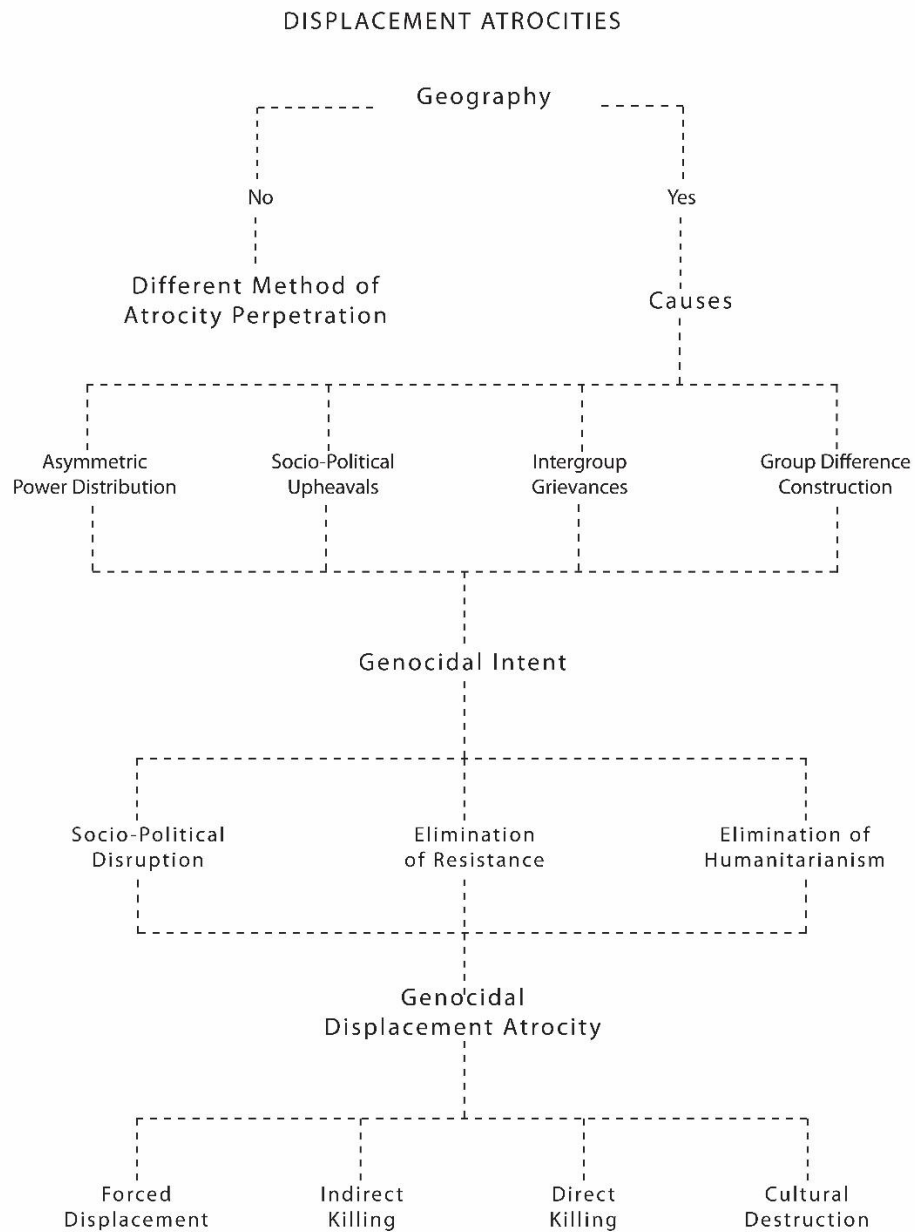 DISPLACEMENT ATROCITIES
Geography
No
Yes
Different Method of
Atrocity Perpetration
Causes
Asymmetric
Power Distribution
Socio-Political
Upheavals
Intergroup
Grievances
Group Difference
Construction
Genocidal Intent
Socio-Political
Disruption
Elimination
of Resistance
Elimination of
Humanitarianism
Genocidal
Displacement Atrocity
Forced
Displacement
Indirect
Killing
Direct
Killing
Cultural
Destruction